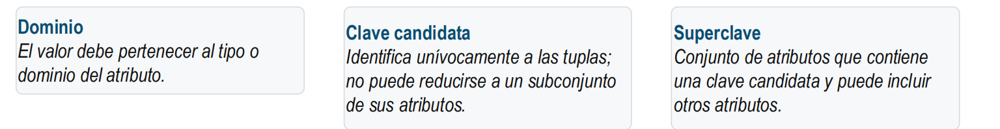 Dominio
El valor debe pertenecer al tipo o
dominio del atributo.
Clave candidata
Identifica unívocamente a las tuplas;
no puede reducirse a un subconjunto
de sus atributos.
Superclave
Conjunto de atributos que contiene
una clave candidata y puede incluir
otros atributos.